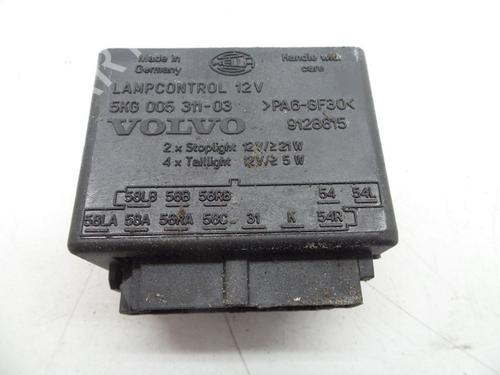 Made in Germany
HELLA
Handle with care
LAMPCONTROL 12V
5KG 005 311-03 >PA6-GF30<
VOLVO 9128615
2 x Stoplight 12V/≥21W
4 x Taillight 12V/≥5W
58LB 58B 58RB 54 54L
58LA 58A 58RA 58C 31 K 54R